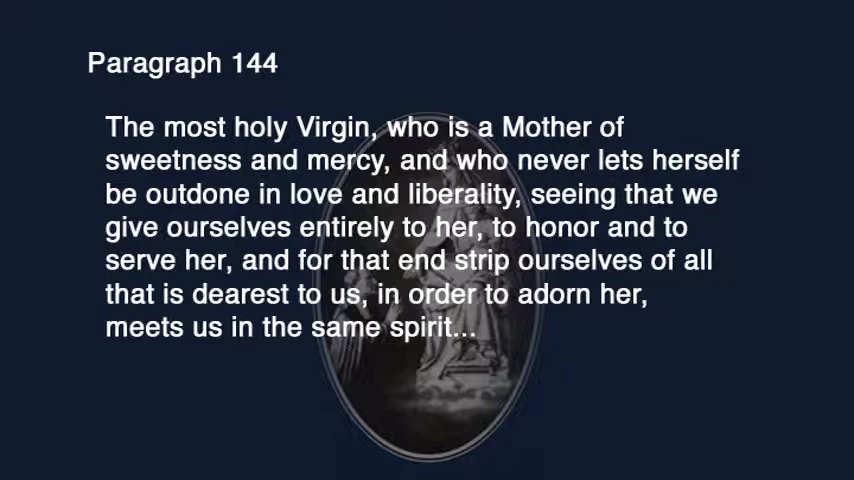 Paragraph 144
The most holy Virgin, who is a Mother of
sweetness and mercy, and who never lets herself
be outdone in love and liberality, seeing that we
give ourselves entirely to her, to honor and to
serve her, and for that end strip ourselves of all
that is dearest to us, in order to adorn her,
meets us in the same spirit...